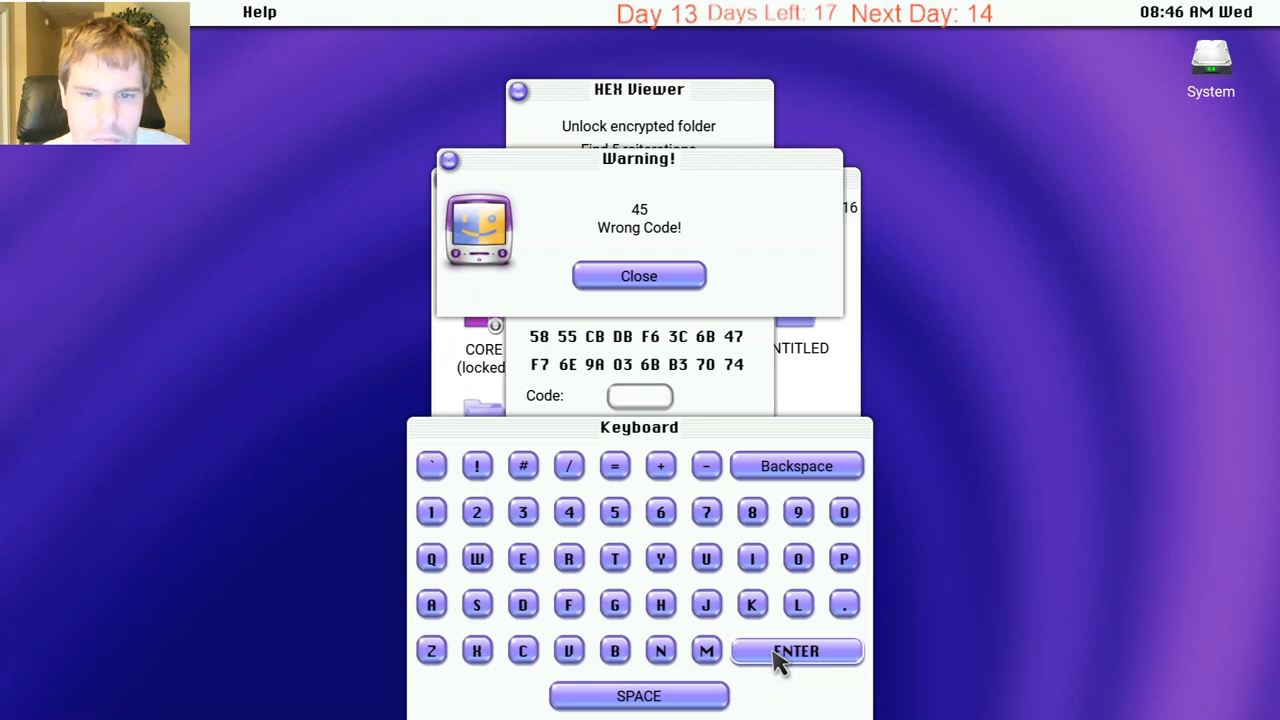 Help
Day 13 Days Left: 17 Next Day: 14
08:46 AM Wed
System
HEX Viewer
Unlock encrypted folder
Warning!
45
Wrong Code!
Close
16
58 55 CB DB F6 3C 6B 47
F7 6E 9A 03 6B B3 70 74
CORE
(locked
NTITLED
Code:
Keyboard
` ! # / = + - Backspace
1 2 3 4 5 6 7 8 9 0
Q W E R T Y U I O P
A S D F G H J K L .
Z X C V B N M ENTER
SPACE